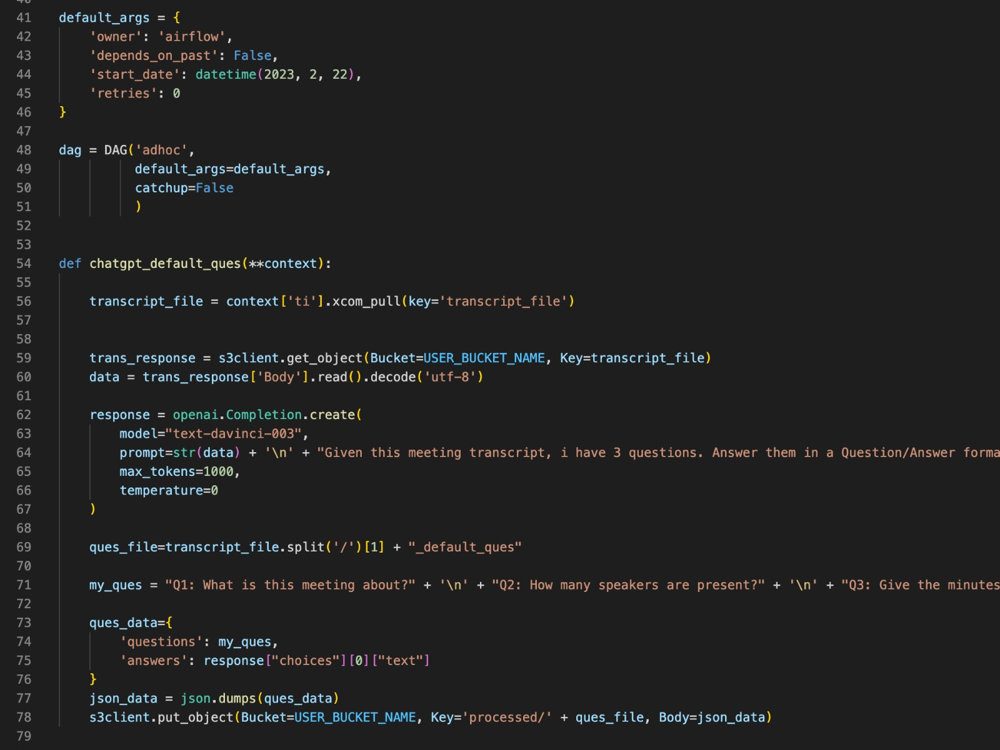 41 default_args = {
42     'owner': 'airflow',
43     'depends_on_past': False,
44     'start_date': datetime(2023, 2, 22),
45     'retries': 0
46 }
47
48 dag = DAG('adhoc',
49           default_args=default_args,
50           catchup=False
51           )
52
53
54 def chatgpt_default_ques(**context):
55
56     transcript_file = context['ti'].xcom_pull(key='transcript_file')
57
58
59     trans_response = s3client.get_object(Bucket=USER_BUCKET_NAME, Key=transcript_file)
60     data = trans_response['Body'].read().decode('utf-8')
61
62     response = openai.Completion.create(
63         model="text-davinci-003",
64         prompt=str(data) + '\n' + "Given this meeting transcript, i have 3 questions. Answer them in a Question/Answer forma
65         max_tokens=1000,
66         temperature=0
67     )
68
69     ques_file=transcript_file.split('/')[1] + "_default_ques"
70
71     my_ques = "Q1: What is this meeting about?" + '\n' + "Q2: How many speakers are present?" + '\n' + "Q3: Give the minutes
72
73     ques_data={
74         'questions': my_ques,
75         'answers': response["choices"][0]["text"]
76     }
77     json_data = json.dumps(ques_data)
78     s3client.put_object(Bucket=USER_BUCKET_NAME, Key='processed/' + ques_file, Body=json_data)
79